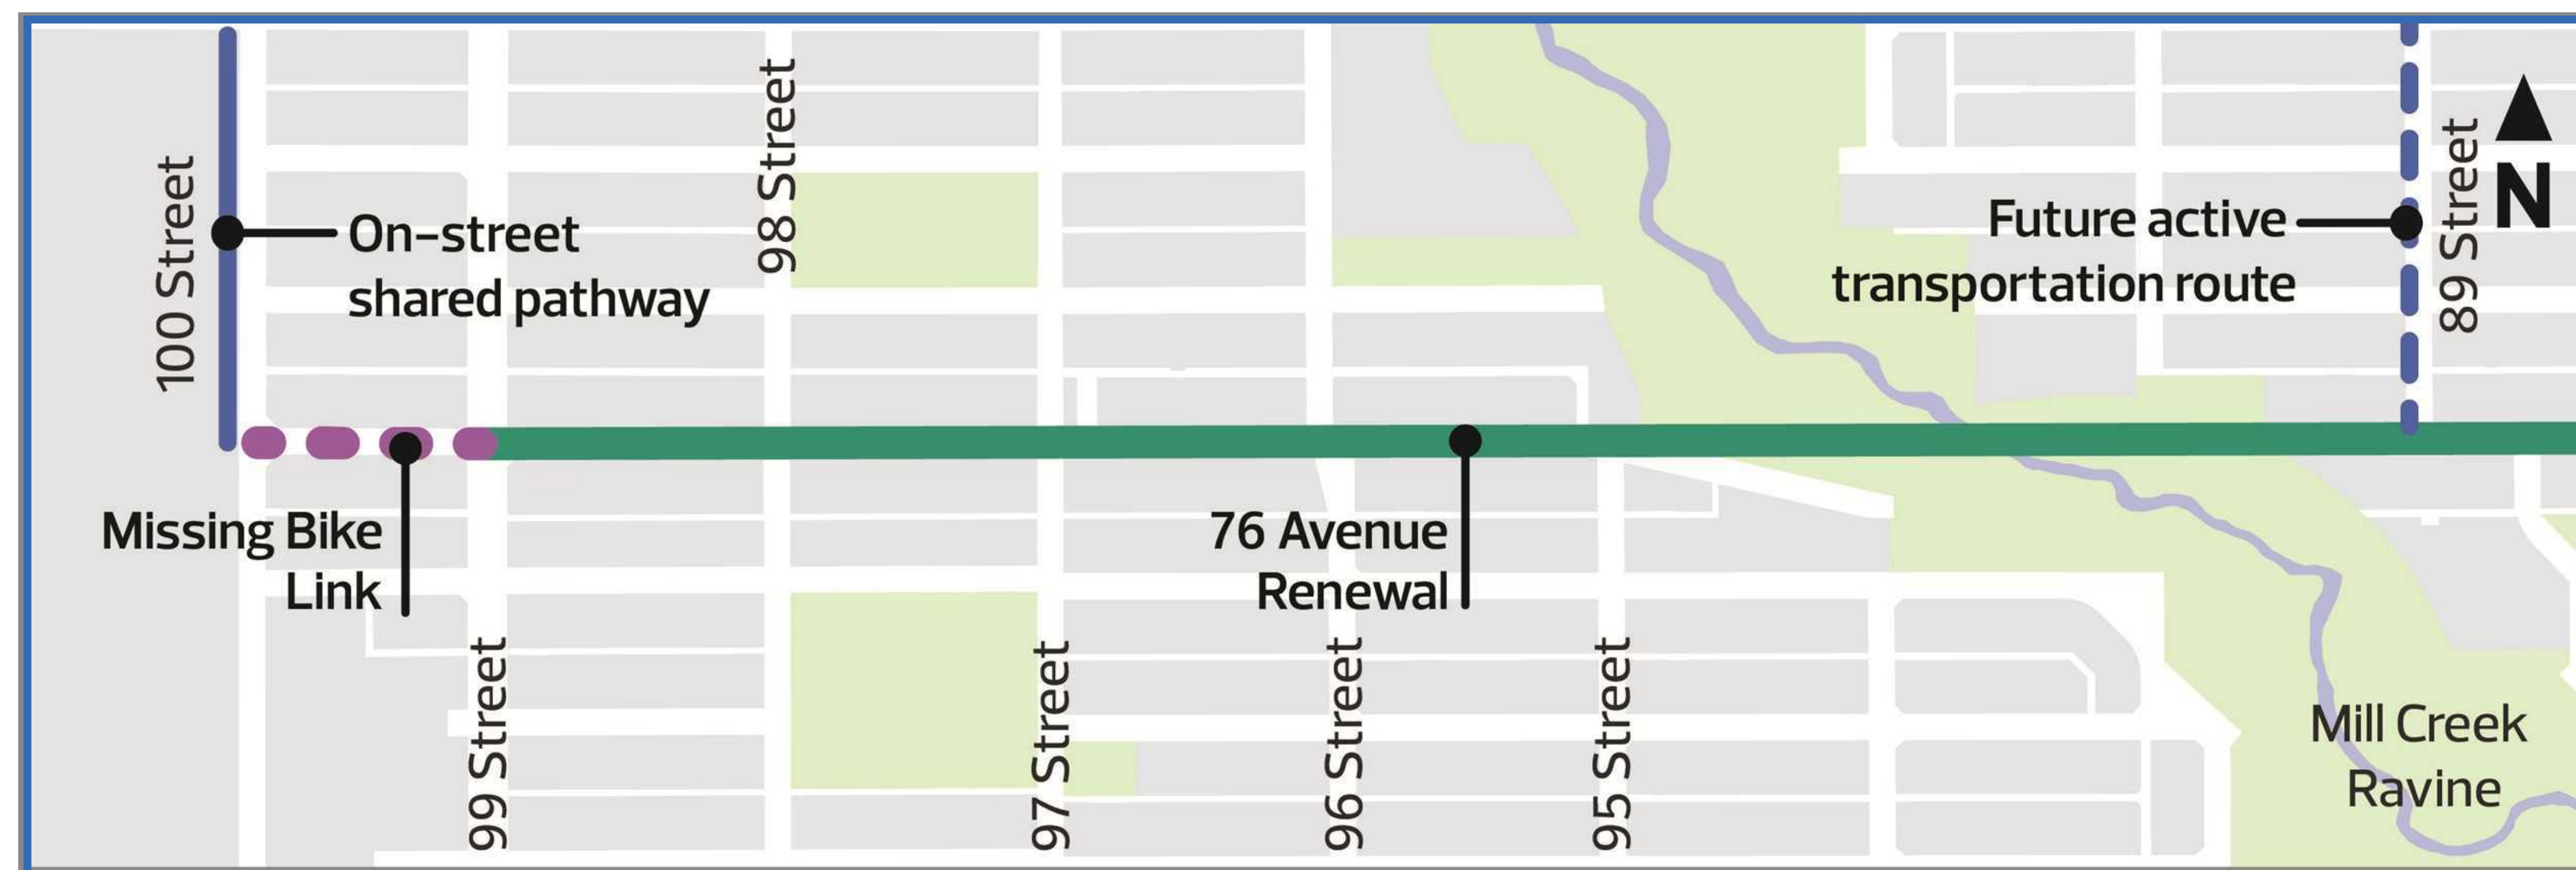 100 Street
On-street
shared pathway
98 Street
Future active
transportation route
89 Street
N
Missing Bike
Link
76 Avenue
Renewal
99 Street
97 Street
96 Street
95 Street
Mill Creek
Ravine